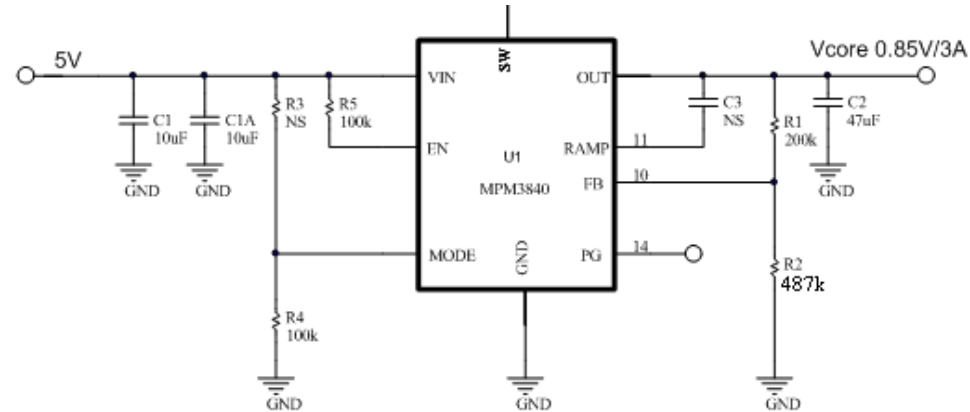 5V
Vcore 0.85V/3A
SW
VIN
OUT
C1
10uF
C1A
10uF
R3
NS
R5
100k
C3
NS
R1
200k
C2
47uF
EN
U1
RAMP
11
MPM3840
FB
10
GND
GND
GND
MODE
GND
PG
14
R2
487k
R4
100k
GND
GND
GND